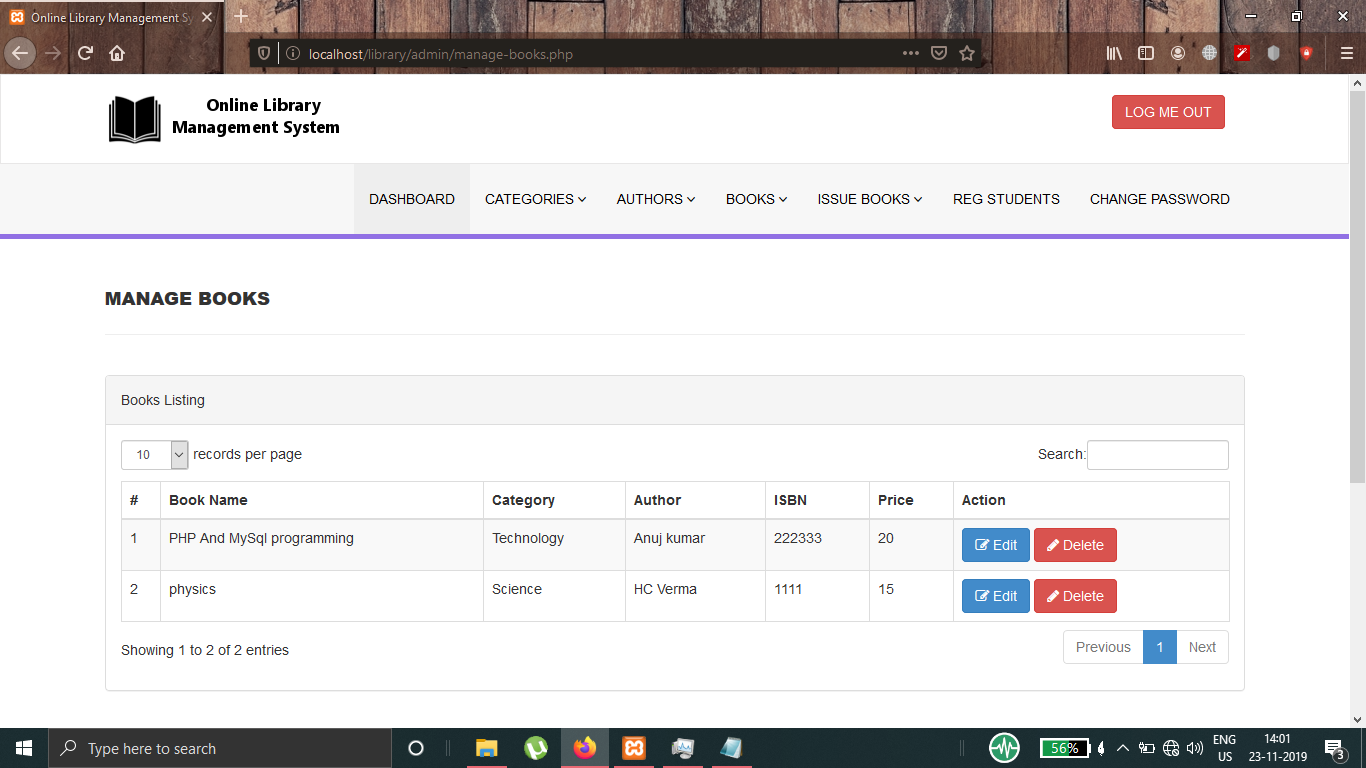 Online Library Management Sy
localhost/library/admin/manage-books.php
Online Library
Management System
LOG ME OUT
DASHBOARD CATEGORIES AUTHORS BOOKS ISSUE BOOKS REG STUDENTS CHANGE PASSWORD
MANAGE BOOKS
Books Listing
10 records per page Search:
# Book Name Category Author ISBN Price Action
1 PHP And MySql programming Technology Anuj kumar 222333 20 Edit Delete
2 physics Science HC Verma 1111 15 Edit Delete
Showing 1 to 2 of 2 entries Previous 1 Next
Type here to search
56%
ENG
US
14:01
23-11-2019
3